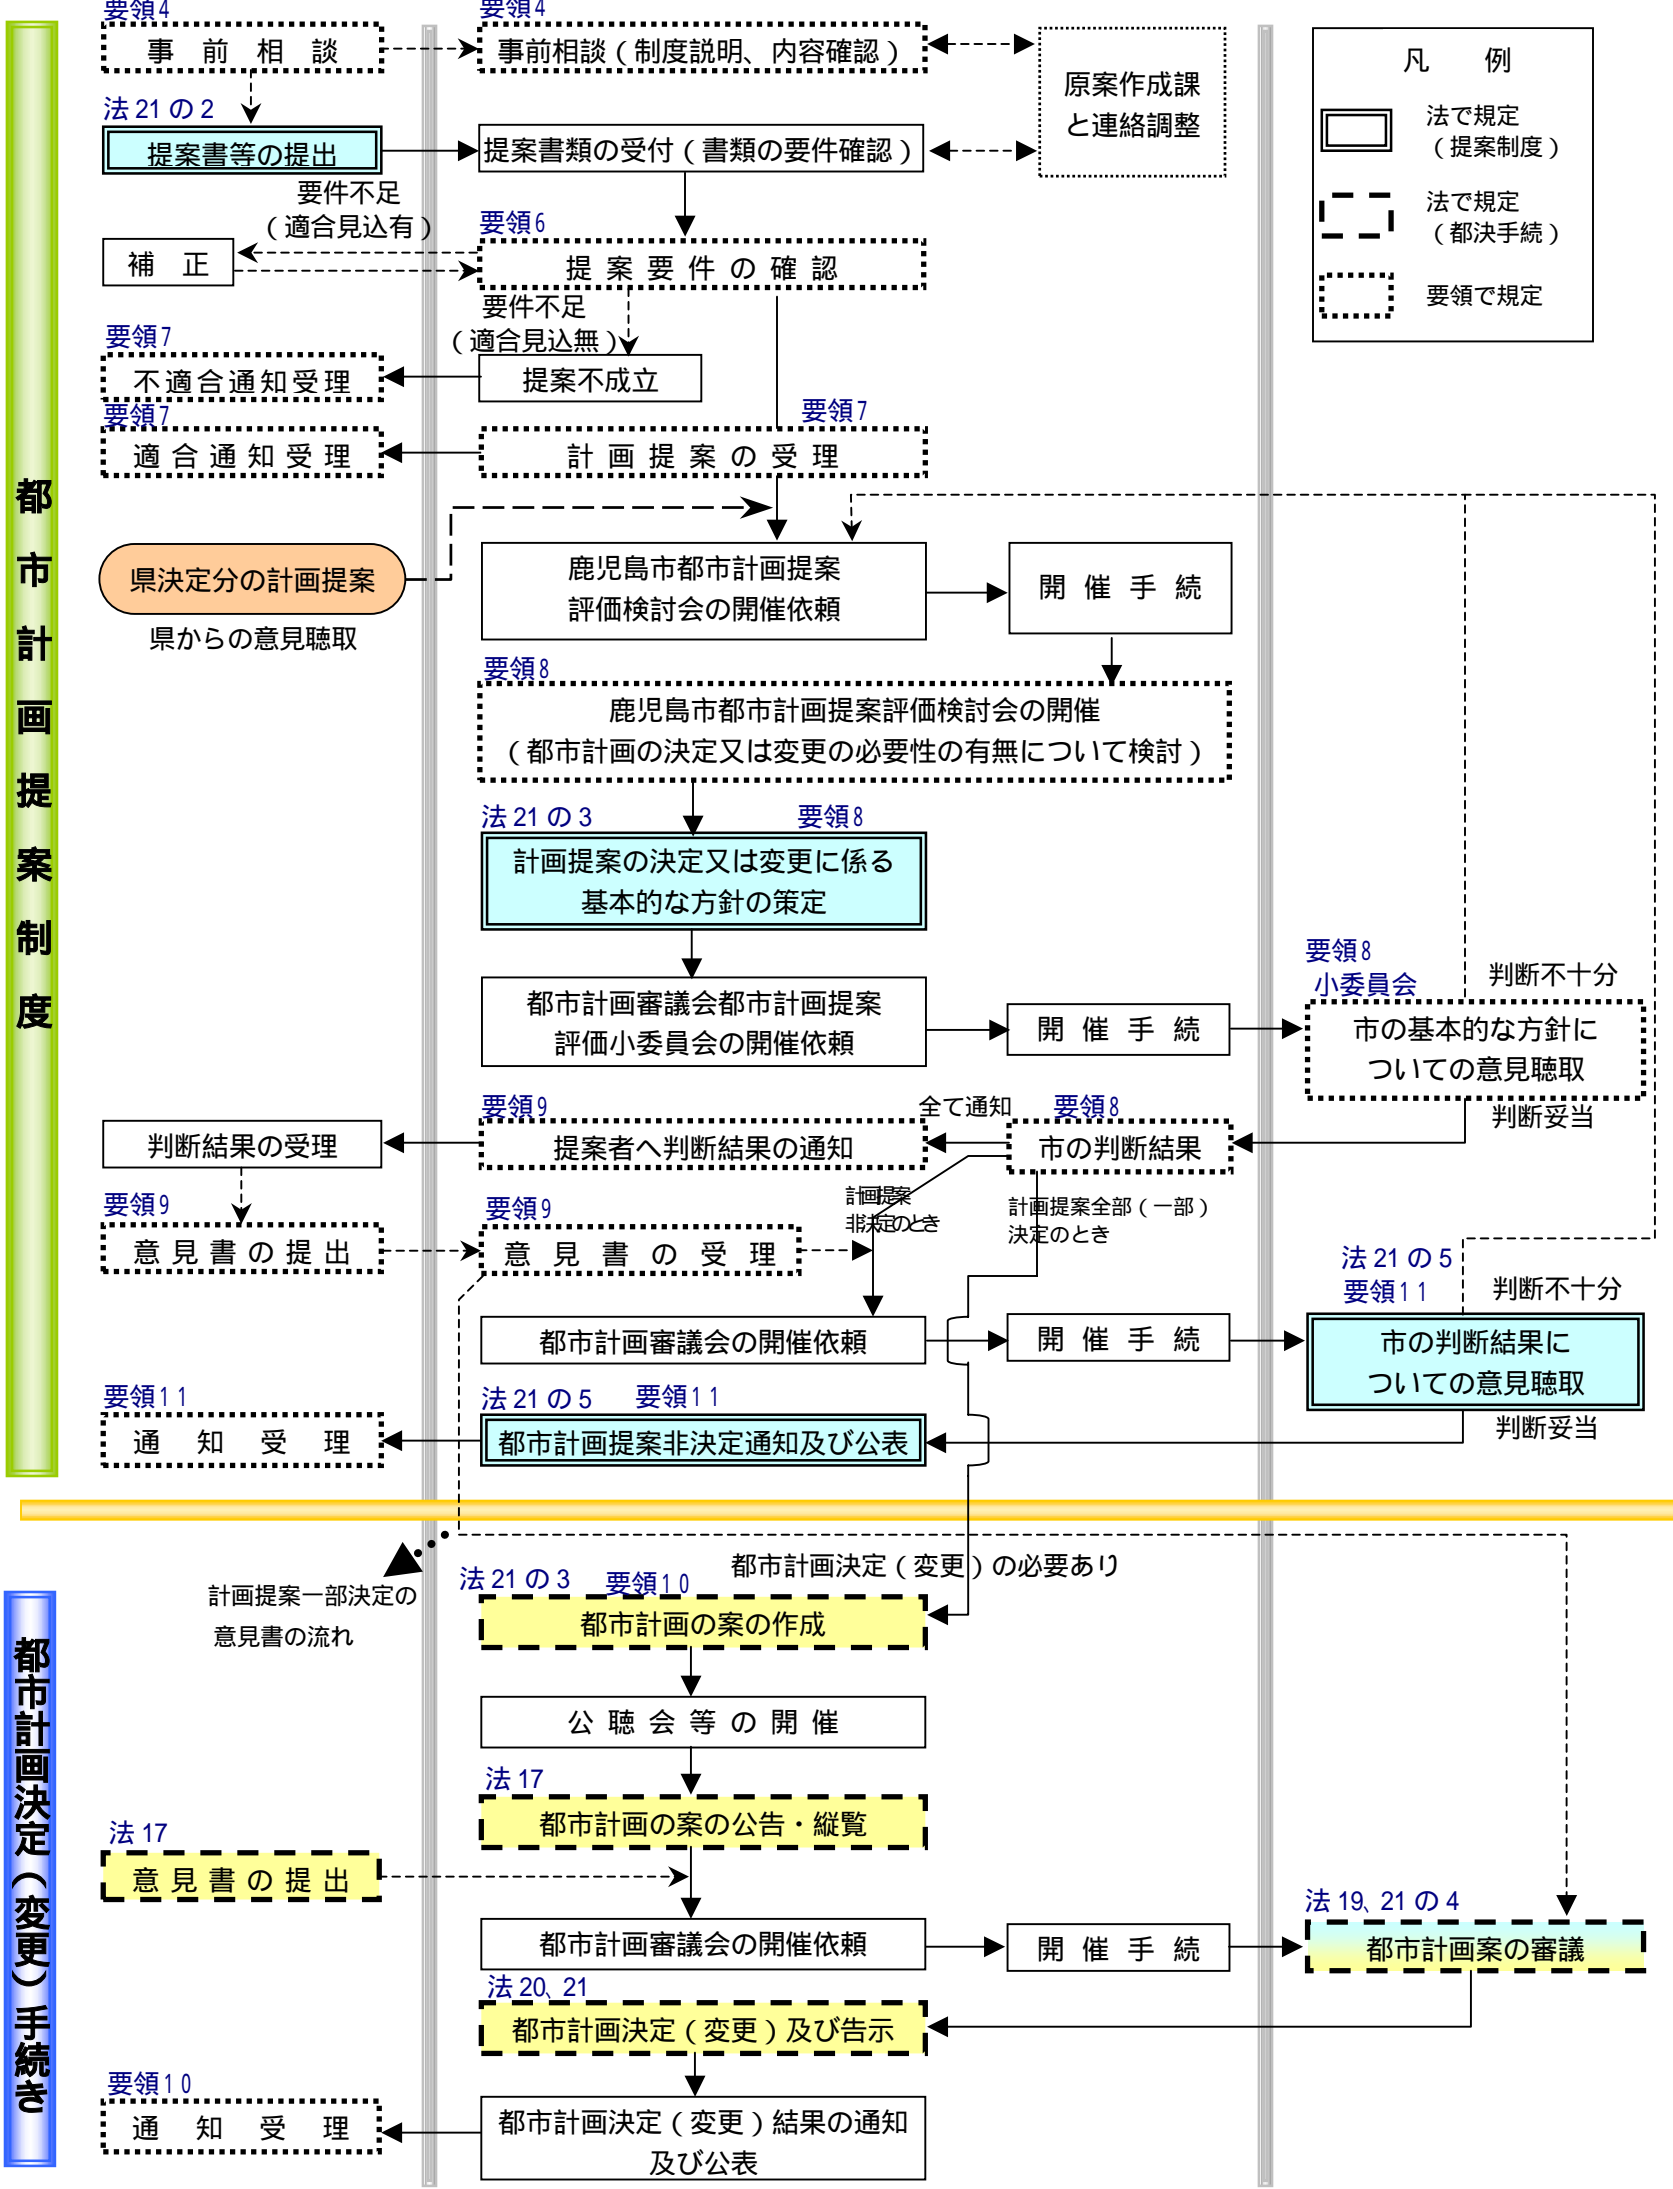 要領4
要領4
事前相談
事前相談（制度説明、内容確認）
原案作成課
と連絡調整
凡例
法で規定
（提案制度）
法で規定
（都決手続）
要領で規定
法21の2
提案書等の提出
提案書類の受付（書類の要件確認）
要件不足
（適合見込有）
要領6
補正
提案要件の確認
要件不足
（適合見込無）
要領7
不適合通知受理
提案不成立
要領7
要領7
適合通知受理
計画提案の受理
都市計画提案制度
県決定分の計画提案
県からの意見聴取
鹿児島市都市計画提案
評価検討会の開催依頼
開催手続
要領8
鹿児島市都市計画提案評価検討会の開催
（都市計画の決定又は変更の必要性の有無について検討）
法21の3
要領8
計画提案の決定又は変更に係る
基本的な方針の策定
都市計画審議会都市計画提案
評価小委員会の開催依頼
開催手続
要領8
小委員会
判断不十分
市の基本的な方針に
ついての意見聴取
判断妥当
要領9
全て通知
要領8
判断結果の受理
提案者へ判断結果の通知
市の判断結果
計画提案
非決定のとき
計画提案全部（一部）
決定のとき
要領9
意見書の提出
要領9
意見書の受理
法21の5
要領11
判断不十分
都市計画審議会の開催依頼
開催手続
市の判断結果に
ついての意見聴取
判断妥当
要領11
通知受理
法21の5
要領11
都市計画提案非決定通知及び公表
計画提案一部決定の
意見書の流れ
都市計画決定（変更）の必要あり
法21の3
要領10
都市計画の案の作成
都市計画決定（変更）手続き
公聴会等の開催
法17
都市計画の案の公告・縦覧
法17
意見書の提出
都市計画審議会の開催依頼
開催手続
法19、21の4
都市計画案の審議
法20、21
都市計画決定（変更）及び告示
要領10
通知受理
都市計画決定（変更）結果の通知
及び公表